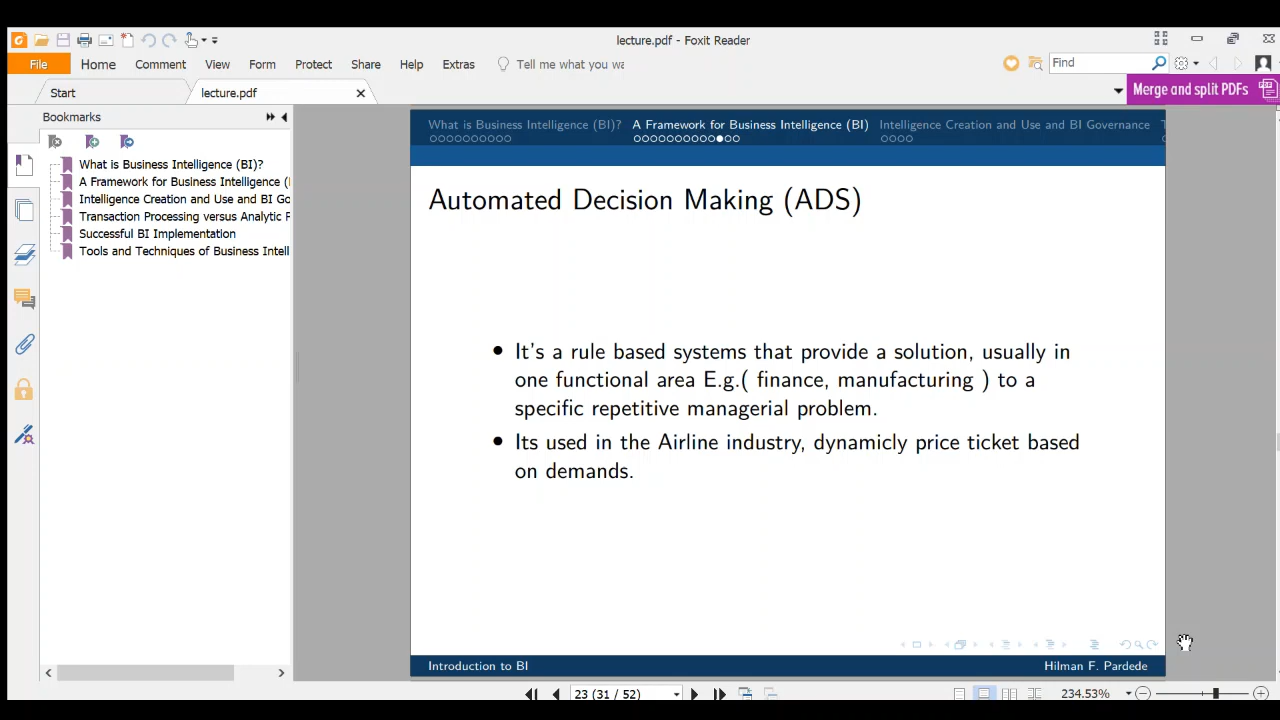 lecture.pdf - Foxit Reader
File Home Comment View Form Protect Share Help Extras Tell me what you wa Find
Start lecture.pdf Merge and split PDFs
Bookmarks
What is Business Intelligence (BI)?
A Framework for Business Intelligence (
Intelligence Creation and Use and BI Go
Transaction Processing versus Analytic F
Successful BI Implementation
Tools and Techniques of Business Intell
What is Business Intelligence (BI)? A Framework for Business Intelligence (BI) Intelligence Creation and Use and BI Governance
Automated Decision Making (ADS)
• It's a rule based systems that provide a solution, usually in
one functional area E.g.( finance, manufacturing ) to a
specific repetitive managerial problem.
• Its used in the Airline industry, dynamicly price ticket based
on demands.
Introduction to BI Hilman F. Pardede
23 (31 / 52) 234.53%